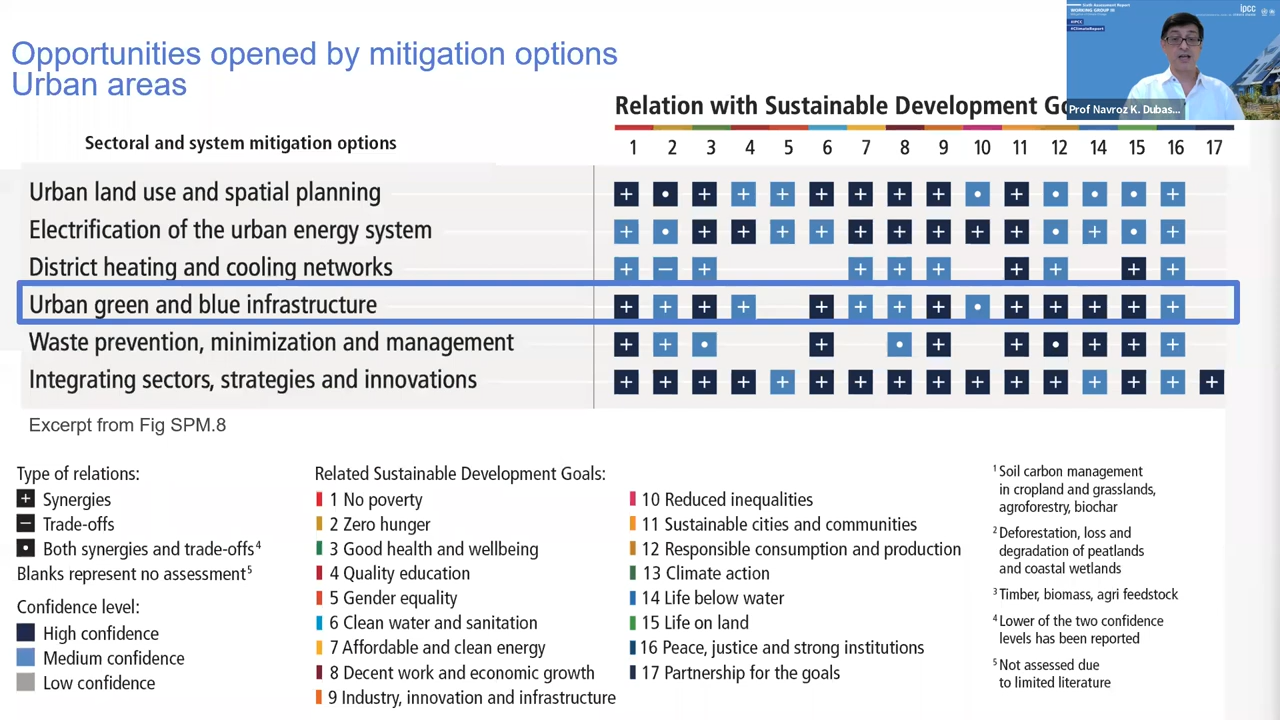 Opportunities opened by mitigation options
Urban areas
Sixth Assessment Report
WORKING GROUP III
ipcc
#IPCC
#ClimateReport
Prof Navroz K. Dubas...
Relation with Sustainable Development Go
Sectoral and system mitigation options
1 2 3 4 5 6 7 8 9 10 11 12 14 15 16 17
Urban land use and spatial planning + • + + + + + + + • + • • • +
Electrification of the urban energy system + • + + + + + + + + + • + • +
District heating and cooling networks + − + + + + + + + +
Urban green and blue infrastructure + + + + + + + + • + + + + +
Waste prevention, minimization and management + + • + • + + • + + +
Integrating sectors, strategies and innovations + + + + + + + + + + + + + + + +
Excerpt from Fig SPM.8
Type of relations:
+ Synergies
− Trade-offs
• Both synergies and trade-offs⁴
Blanks represent no assessment⁵
Confidence level:
High confidence
Medium confidence
Low confidence
Related Sustainable Development Goals:
1 No poverty
2 Zero hunger
3 Good health and wellbeing
4 Quality education
5 Gender equality
6 Clean water and sanitation
7 Affordable and clean energy
8 Decent work and economic growth
9 Industry, innovation and infrastructure
10 Reduced inequalities
11 Sustainable cities and communities
12 Responsible consumption and production
13 Climate action
14 Life below water
15 Life on land
16 Peace, justice and strong institutions
17 Partnership for the goals
¹ Soil carbon management
in cropland and grasslands,
agroforestry, biochar
² Deforestation, loss and
degradation of peatlands
and coastal wetlands
³ Timber, biomass, agri feedstock
⁴ Lower of the two confidence
levels has been reported
⁵ Not assessed due
to limited literature